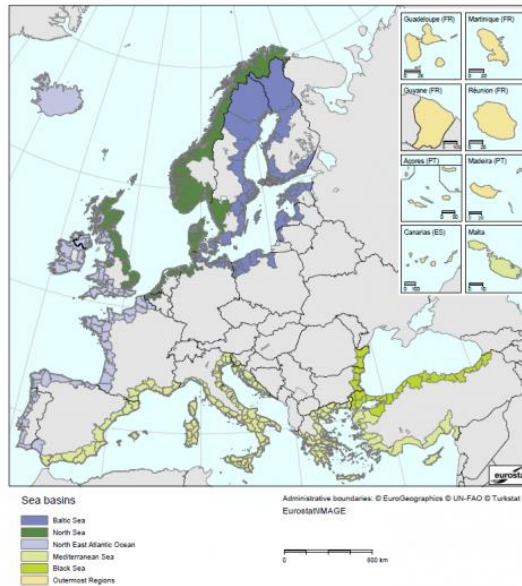 Guadeloupe (FR)
Martinique (FR)
Guyane (FR)
Réunion (FR)
Açores (PT)
Madeira (PT)
Canarias (ES)
Malta
eurosta
Sea basins
Baltic Sea
North Sea
North East Atlantic Ocean
Mediterranean Sea
Black Sea
Outermost Regions
Administrative boundaries: © EuroGeographics © UN-FAO © Turkstat
Eurostat/IMAGE
0
600 km